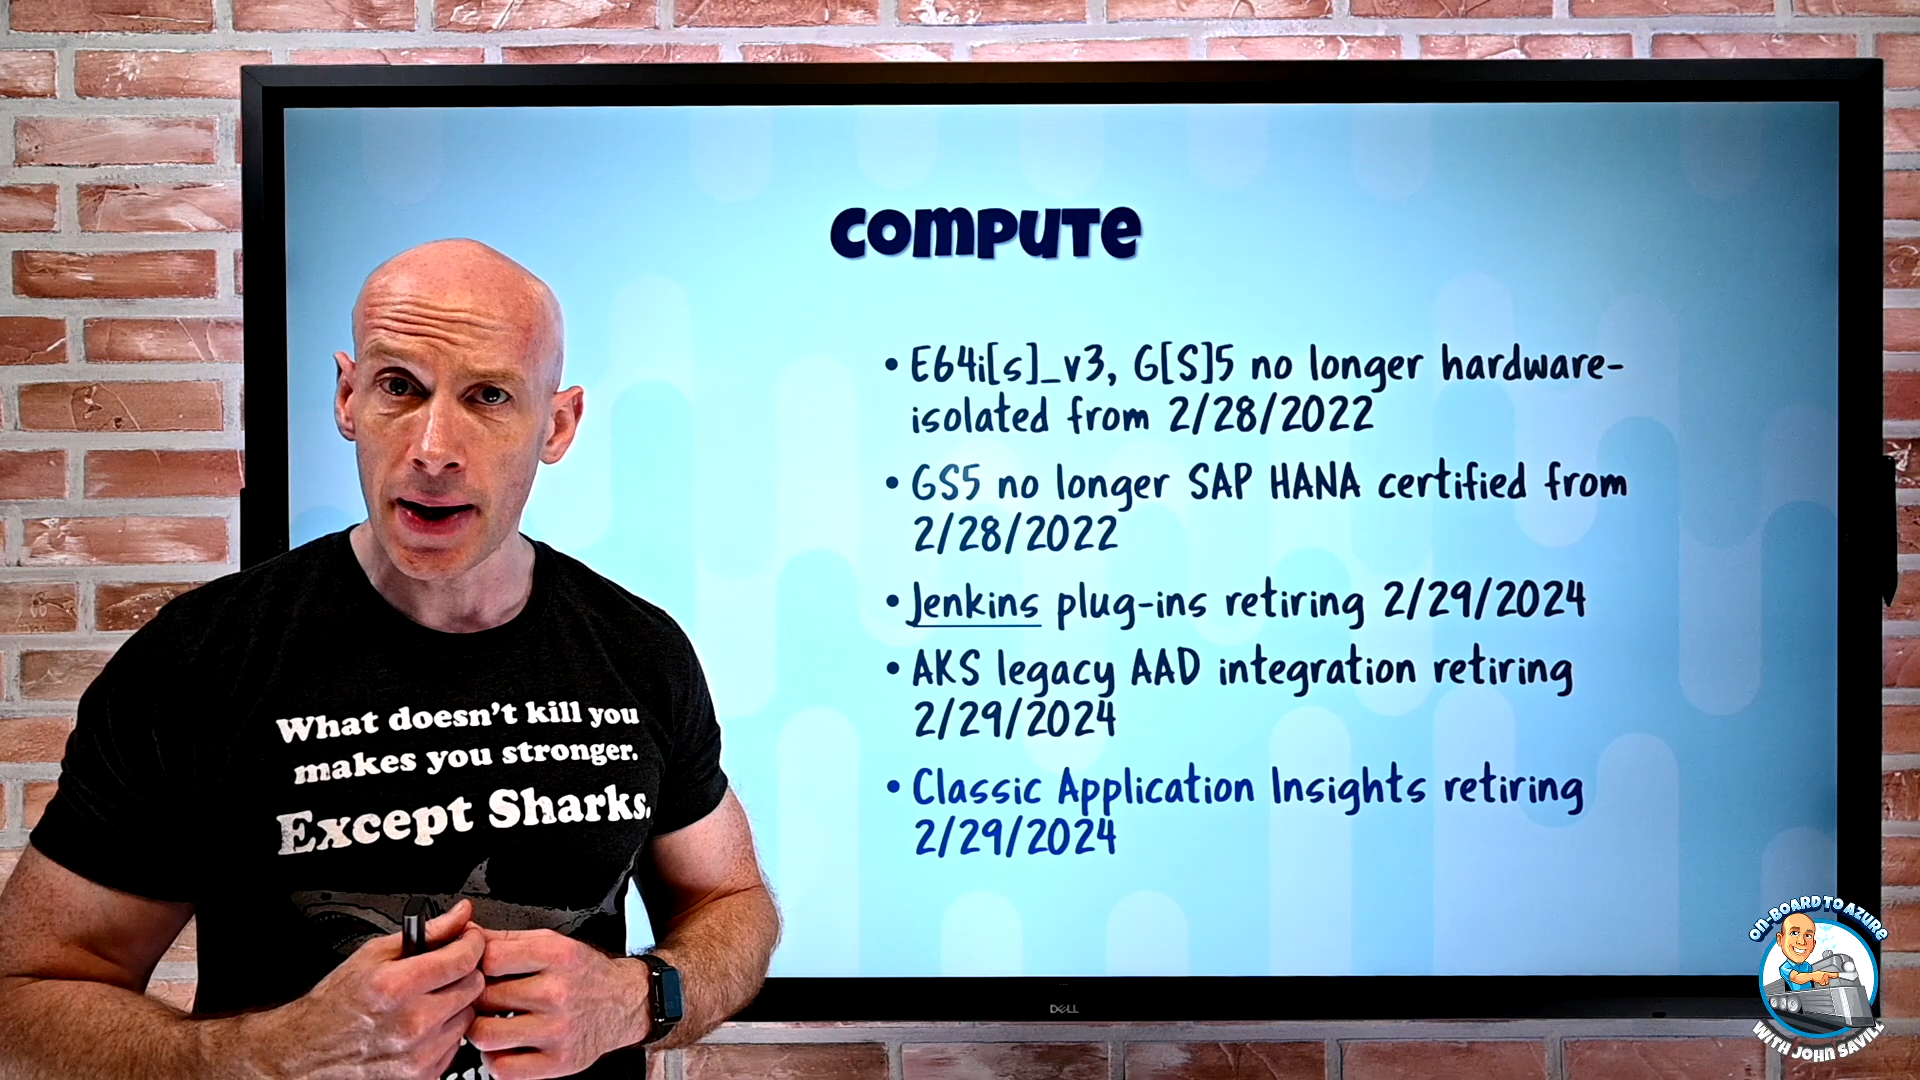 COMPUTE
• E64i[s]_v3, G[S]5 no longer hardware-
isolated from 2/28/2022
• GS5 no longer SAP HANA certified from
2/28/2022
• Jenkins plug-ins retiring 2/29/2024
• AKS legacy AAD integration retiring
2/29/2024
• Classic Application Insights retiring
2/29/2024
What doesn't kill you
makes you stronger.
Except Sharks.
DELL
ON-BOARD TO AZURE
WITH JOHN SAVILL